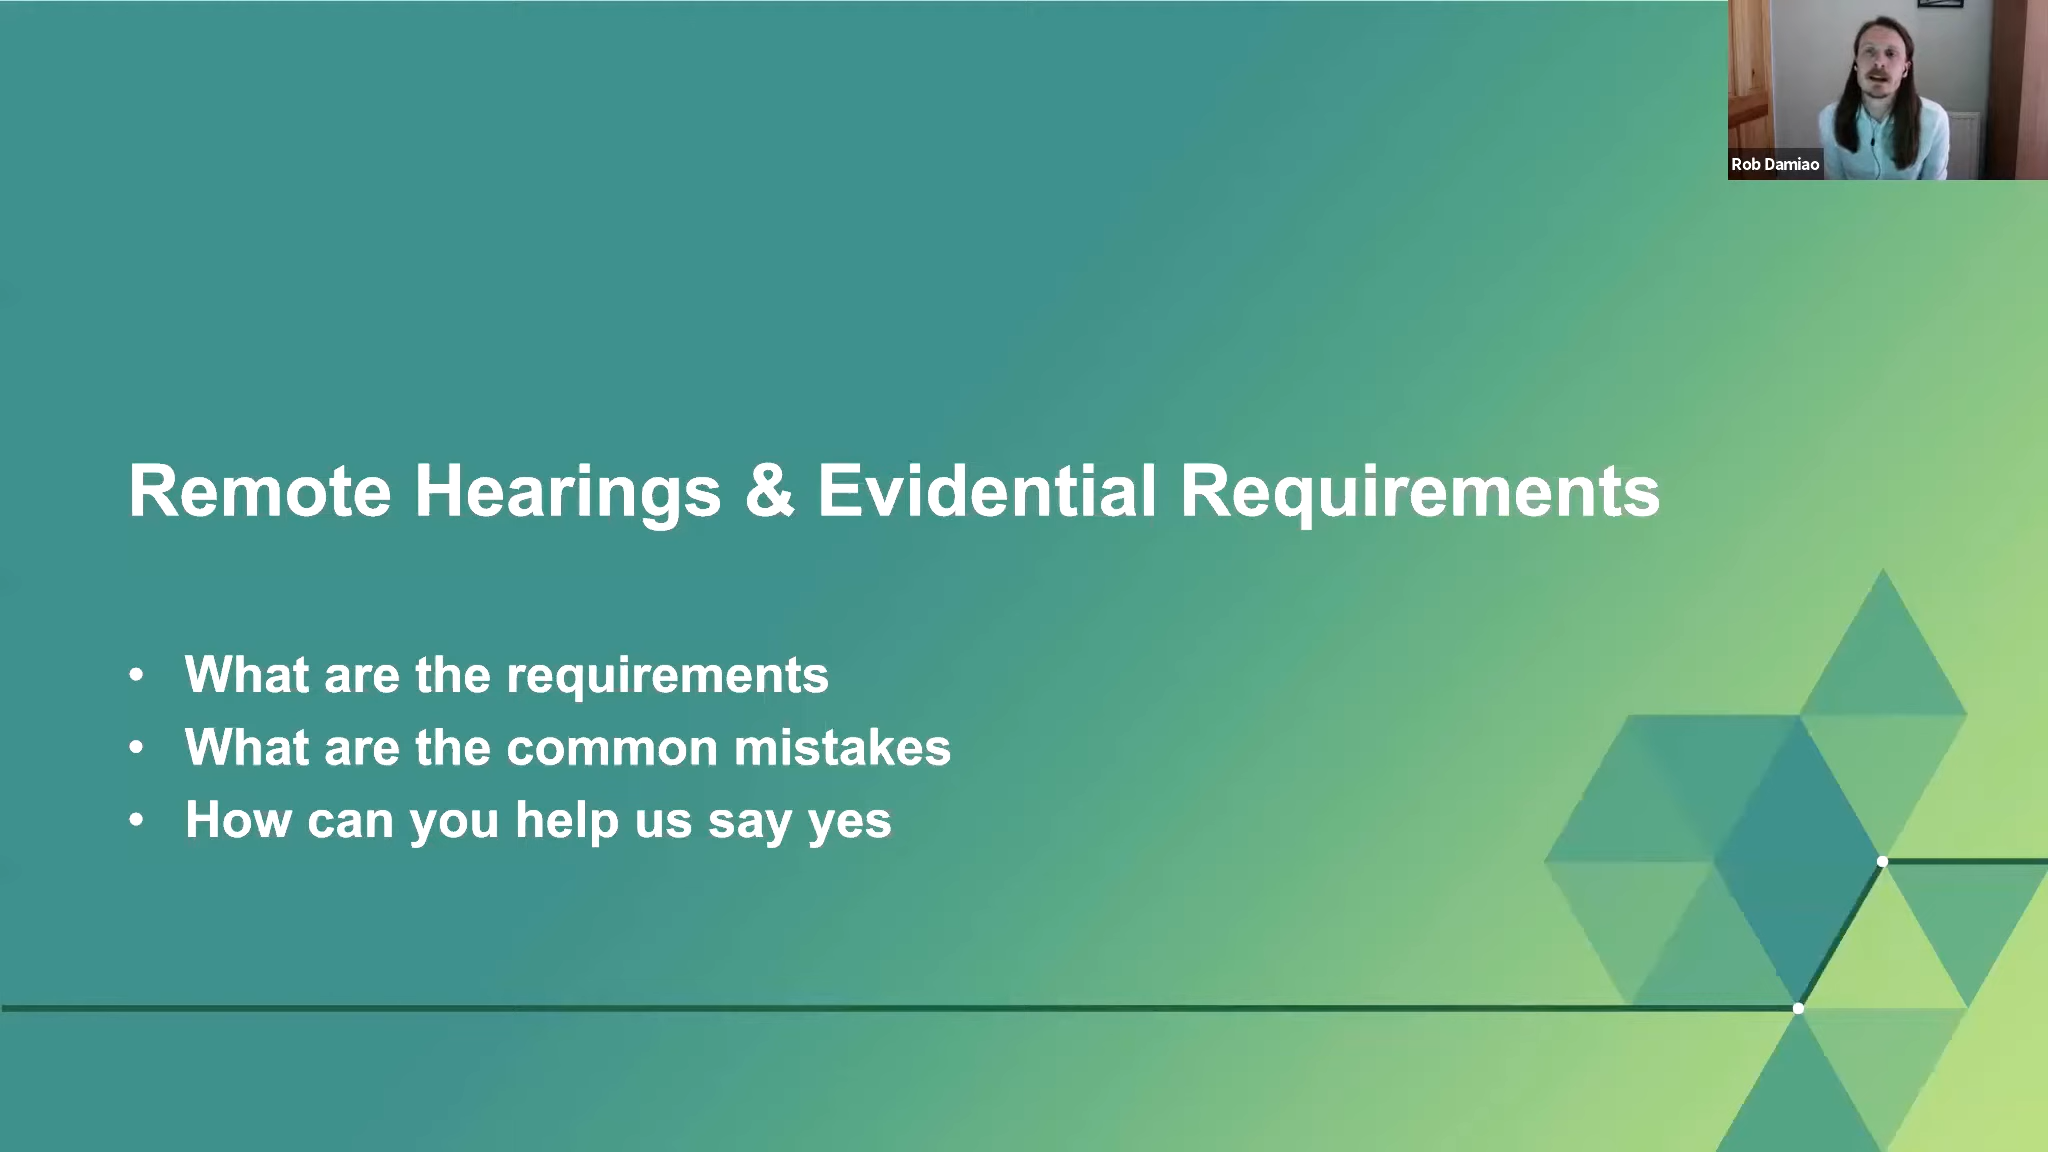 Rob Damiao
Remote Hearings & Evidential Requirements
• What are the requirements
• What are the common mistakes
• How can you help us say yes